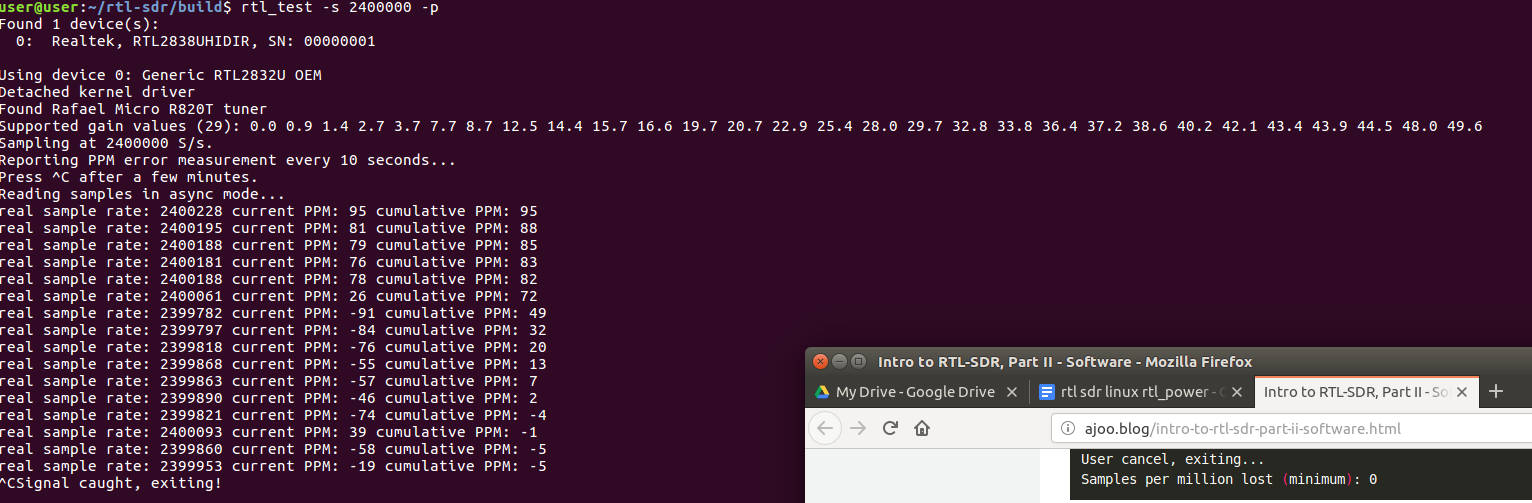 user@user:~/rtl-sdr/build$ rtl_test -s 2400000 -p
Found 1 device(s):
  0:  Realtek, RTL2838UHIDIR, SN: 00000001

Using device 0: Generic RTL2832U OEM
Detached kernel driver
Found Rafael Micro R820T tuner
Supported gain values (29): 0.0 0.9 1.4 2.7 3.7 7.7 8.7 12.5 14.4 15.7 16.6 19.7 20.7 22.9 25.4 28.0 29.7 32.8 33.8 36.4 37.2 38.6 40.2 42.1 43.4 43.9 44.5 48.0 49.6
Sampling at 2400000 S/s.
Reporting PPM error measurement every 10 seconds...
Press ^C after a few minutes.
Reading samples in async mode...
real sample rate: 2400228 current PPM: 95 cumulative PPM: 95
real sample rate: 2400195 current PPM: 81 cumulative PPM: 88
real sample rate: 2400188 current PPM: 79 cumulative PPM: 85
real sample rate: 2400181 current PPM: 76 cumulative PPM: 83
real sample rate: 2400188 current PPM: 78 cumulative PPM: 82
real sample rate: 2400061 current PPM: 26 cumulative PPM: 72
real sample rate: 2399782 current PPM: -91 cumulative PPM: 49
real sample rate: 2399797 current PPM: -84 cumulative PPM: 32
real sample rate: 2399818 current PPM: -76 cumulative PPM: 20
real sample rate: 2399868 current PPM: -55 cumulative PPM: 13
real sample rate: 2399863 current PPM: -57 cumulative PPM: 7
real sample rate: 2399890 current PPM: -46 cumulative PPM: 2
real sample rate: 2399821 current PPM: -74 cumulative PPM: -4
real sample rate: 2400093 current PPM: 39 cumulative PPM: -1
real sample rate: 2399860 current PPM: -58 cumulative PPM: -5
real sample rate: 2399953 current PPM: -19 cumulative PPM: -5
^CSignal caught, exiting!
Intro to RTL-SDR, Part II - Software - Mozilla Firefox
My Drive - Google Drive
rtl sdr linux rtl_power -
Intro to RTL-SDR, Part II - So
ajoo.blog/intro-to-rtl-sdr-part-ii-software.html
User cancel, exiting...
Samples per million lost (minimum): 0